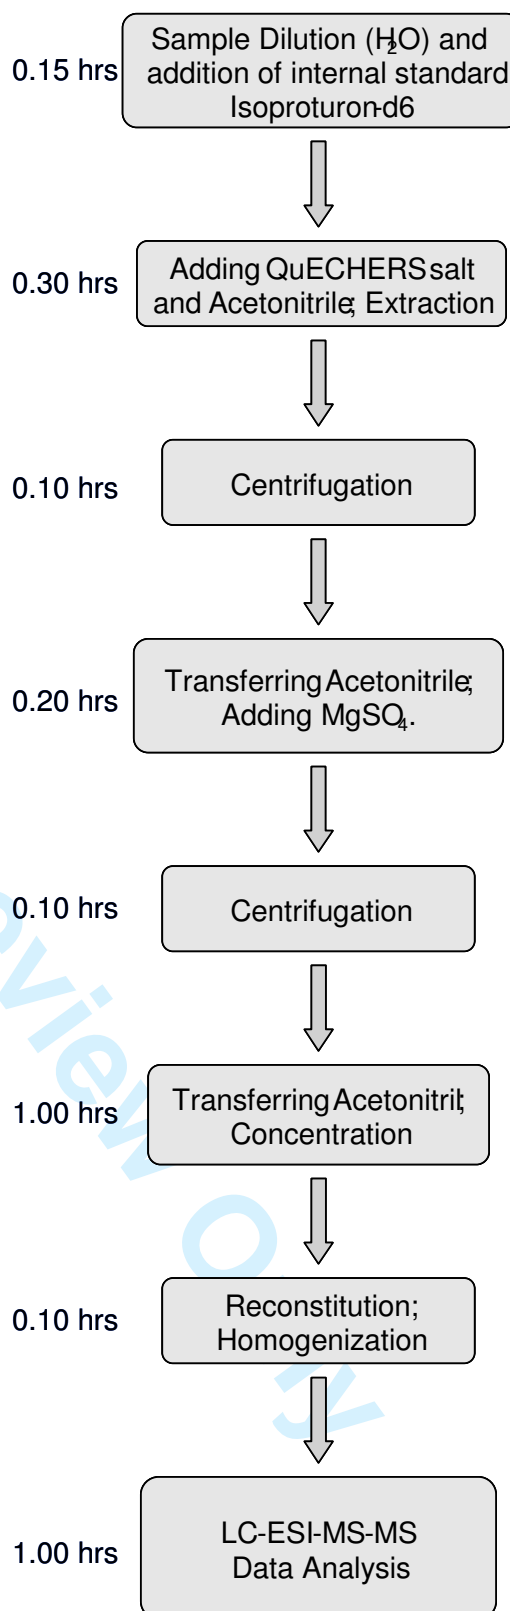 0.15 hrs
Sample Dilution (H2O) and
addition of internal standard
Isoproturon-d6
0.30 hrs
Adding QuECHERS salt
and Acetonitrile; Extraction
0.10 hrs
Centrifugation
0.20 hrs
Transferring Acetonitrile;
Adding MgSO4.
0.10 hrs
Centrifugation
1.00 hrs
Transferring Acetonitril;
Concentration
0.10 hrs
Reconstitution;
Homogenization
1.00 hrs
LC-ESI-MS-MS
Data Analysis
Only